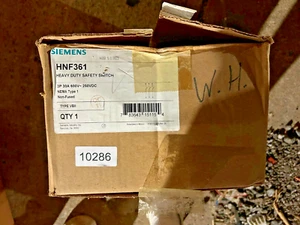 SIEMENS
HNF361
HEAVY DUTY SAFETY SWITCH
3P 30A 600V~ 250VDC
NEMA Type 1
Non-Fused
TYPE VBII
QTY 1
10286
W. H.